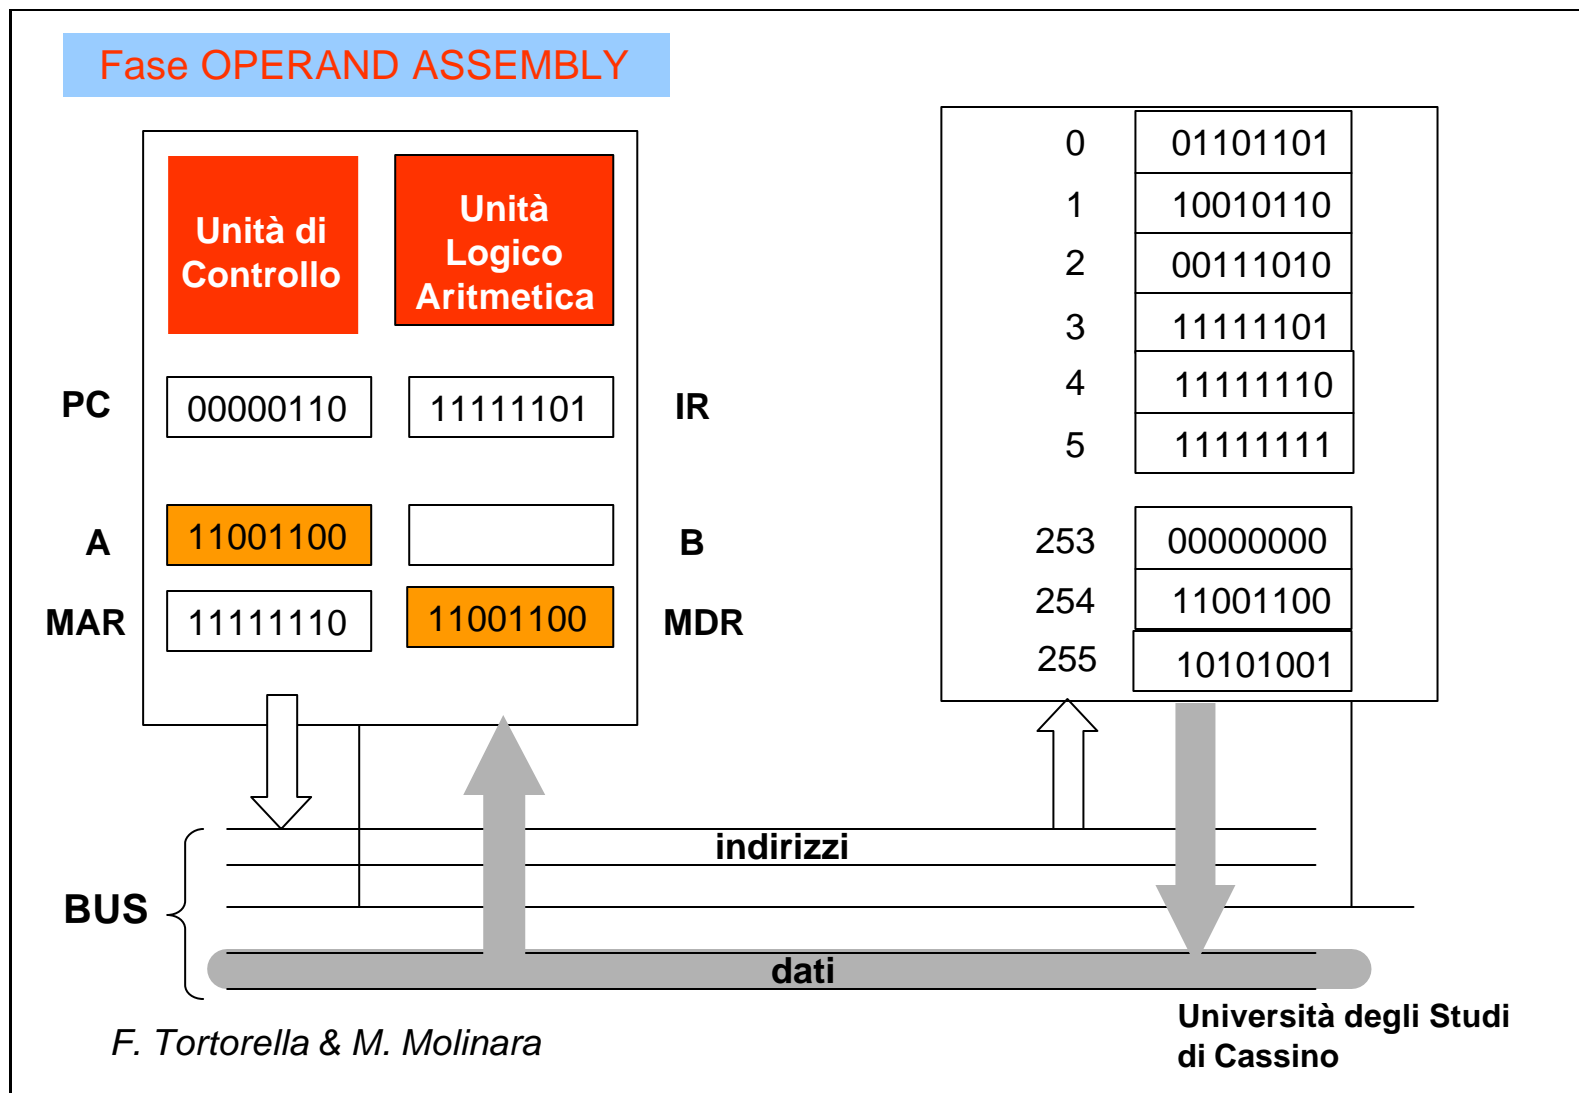 Fase OPERAND ASSEMBLY
Unità di
Controllo
Unità
Logico
Aritmetica
PC 00000110 11111101 IR
A 11001100 B
MAR 11111110 11001100 MDR
0 01101101
1 10010110
2 00111010
3 11111101
4 11111110
5 11111111
253 00000000
254 11001100
255 10101001
indirizzi
BUS
dati
F. Tortorella & M. Molinara
Università degli Studi
di Cassino